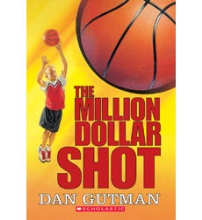 THE
MILLION
DOLLAR
SHOT
DAN GUTMAN
SCHOLASTIC